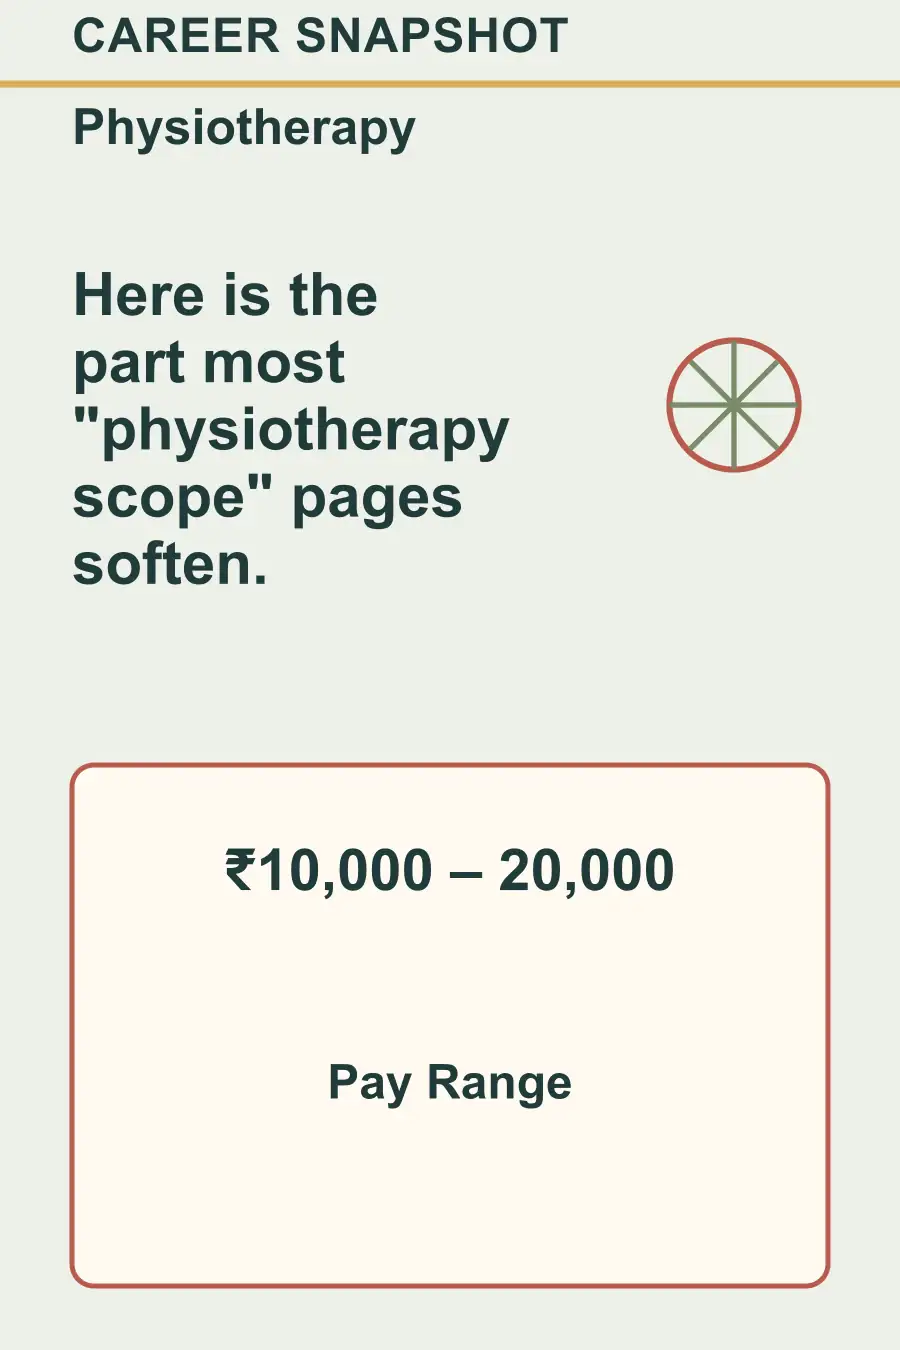 CAREER SNAPSHOT
Physiotherapy
Here is the
part most
"physiotherapy
scope" pages
soften.
₹10,000 – 20,000
Pay Range